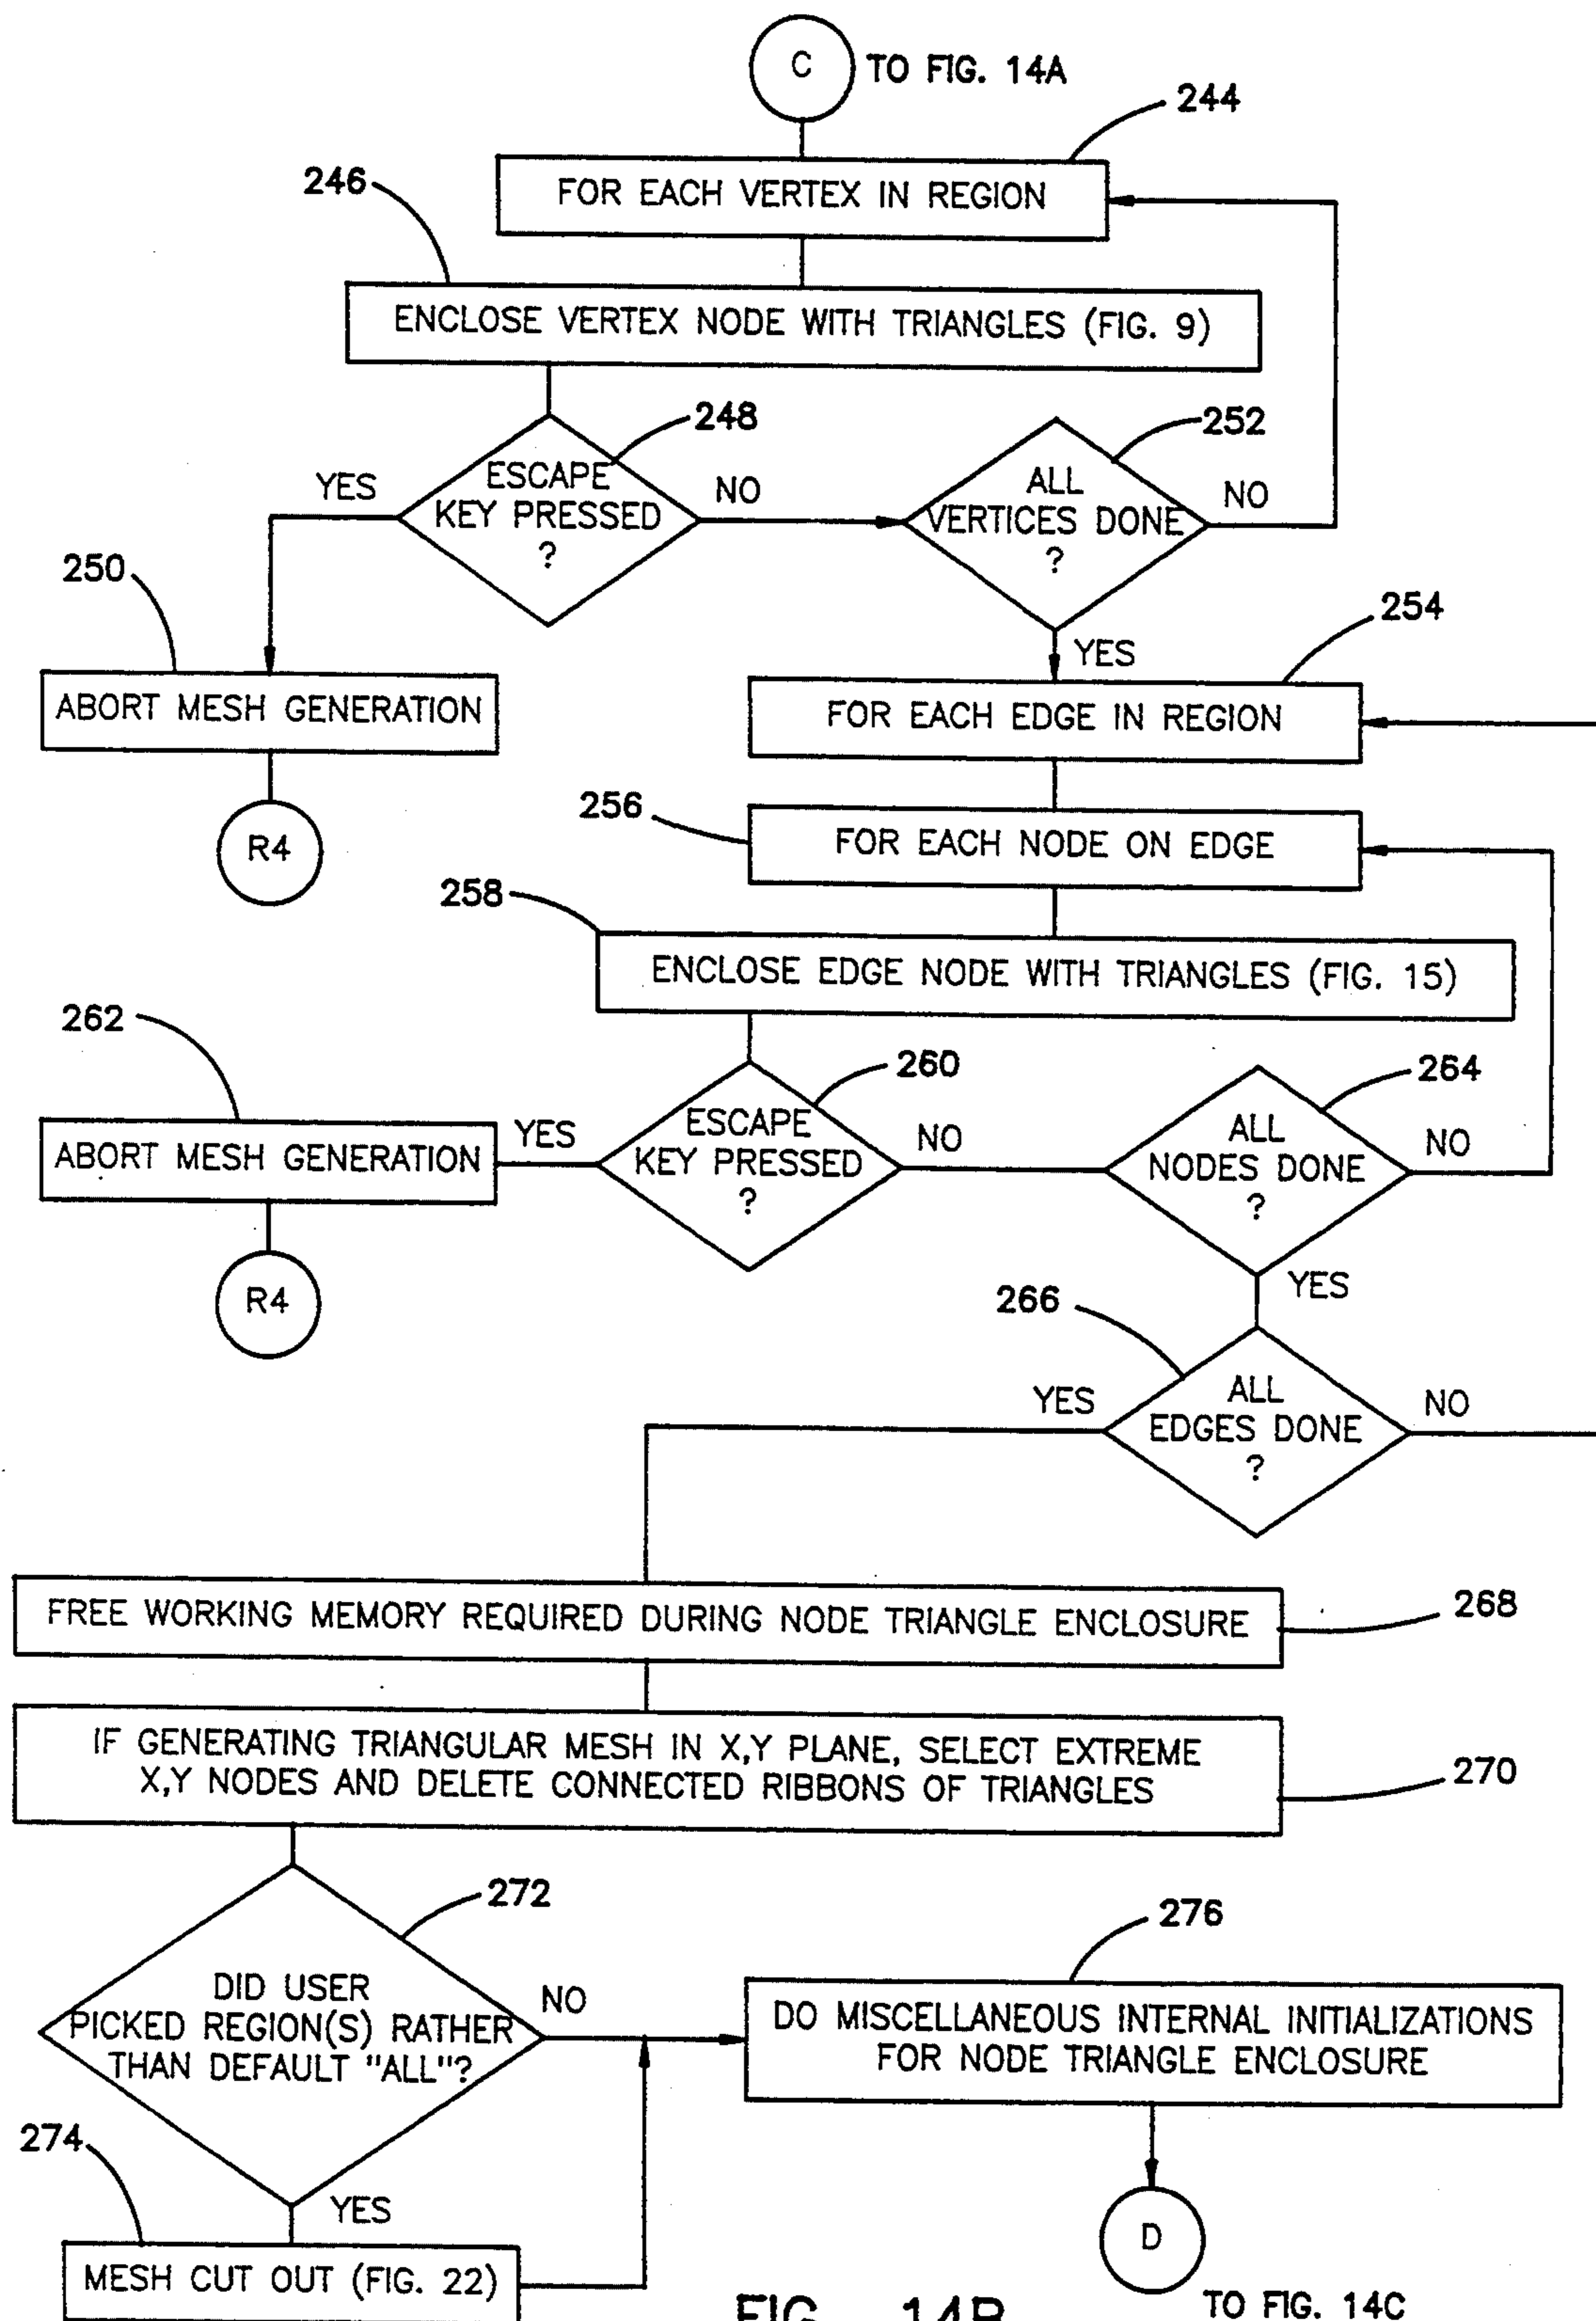 C TO FIG. 14A
244
FOR EACH VERTEX IN REGION
246
ENCLOSE VERTEX NODE WITH TRIANGLES (FIG. 9)
248
ESCAPE
KEY PRESSED
?
YES
NO
252
ALL
VERTICES DONE
?
NO
YES
250
ABORT MESH GENERATION
R4
254
FOR EACH EDGE IN REGION
256
FOR EACH NODE ON EDGE
258
ENCLOSE EDGE NODE WITH TRIANGLES (FIG. 15)
260
ESCAPE
KEY PRESSED
?
YES
NO
262
ABORT MESH GENERATION
R4
264
ALL
NODES DONE
?
NO
YES
266
ALL
EDGES DONE
?
YES
NO
268
FREE WORKING MEMORY REQUIRED DURING NODE TRIANGLE ENCLOSURE
270
IF GENERATING TRIANGULAR MESH IN X,Y PLANE, SELECT EXTREME
X,Y NODES AND DELETE CONNECTED RIBBONS OF TRIANGLES
272
DID USER
PICKED REGION(S) RATHER
THAN DEFAULT "ALL"?
NO
YES
274
MESH CUT OUT (FIG. 22)
276
DO MISCELLANEOUS INTERNAL INITIALIZATIONS
FOR NODE TRIANGLE ENCLOSURE
D
TO FIG. 14C
FIG. 14B